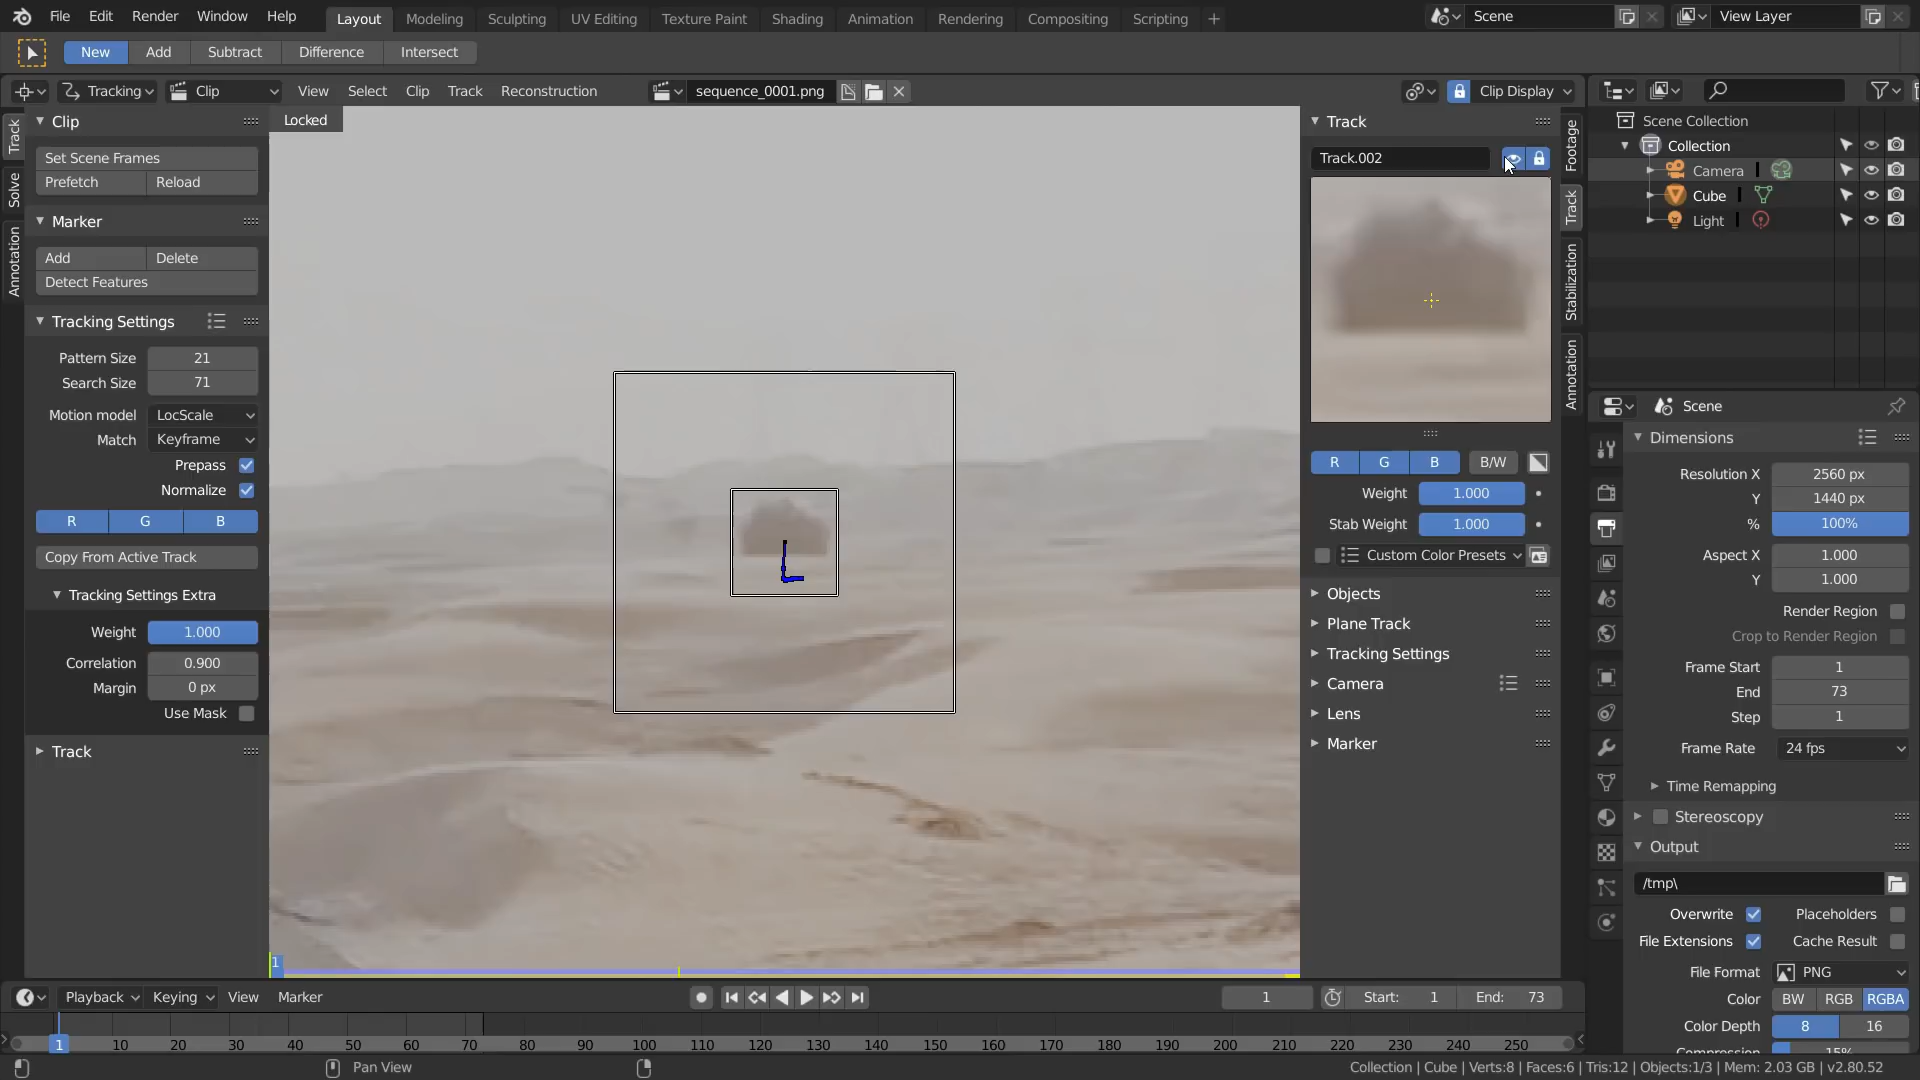 File Edit Render Window Help Layout Modeling Sculpting UV Editing Texture Paint Shading Animation Rendering Compositing Scripting + Scene View Layer
New Add Subtract Difference Intersect
Tracking Clip View Select Clip Track Reconstruction sequence_0001.png Clip Display
Track
Solve
Annotation
Clip
Set Scene Frames
Prefetch Reload
Marker
Add Delete
Detect Features
Tracking Settings
Pattern Size 21
Search Size 71
Motion model LocScale
Match Keyframe
Prepass
Normalize
R G B
Copy From Active Track
Tracking Settings Extra
Weight 1.000
Correlation 0.900
Margin 0 px
Use Mask
Track
Locked
1
Track
Track.002
R G B B/W
Weight 1.000
Stab Weight 1.000
Custom Color Presets
Objects
Plane Track
Tracking Settings
Camera
Lens
Marker
Footage
Track
Stabilization
Annotation
Scene Collection
Collection
Camera
Cube
Light
Scene
Dimensions
Resolution X 2560 px
Y 1440 px
% 100%
Aspect X 1.000
Y 1.000
Render Region
Crop to Render Region
Frame Start 1
End 73
Step 1
Frame Rate 24 fps
Time Remapping
Stereoscopy
Output
/tmp\
Overwrite Placeholders
File Extensions Cache Result
File Format PNG
Color BW RGB RGBA
Color Depth 8 16
Compression 15%
Playback Keying View Marker 1 Start: 1 End: 73
1 10 20 30 40 50 60 70 80 90 100 110 120 130 140 150 160 170 180 190 200 210 220 230 240 250
Pan View Collection | Cube | Verts:8 | Faces:6 | Tris:12 | Objects:1/3 | Mem: 2.03 GB | v2.80.52